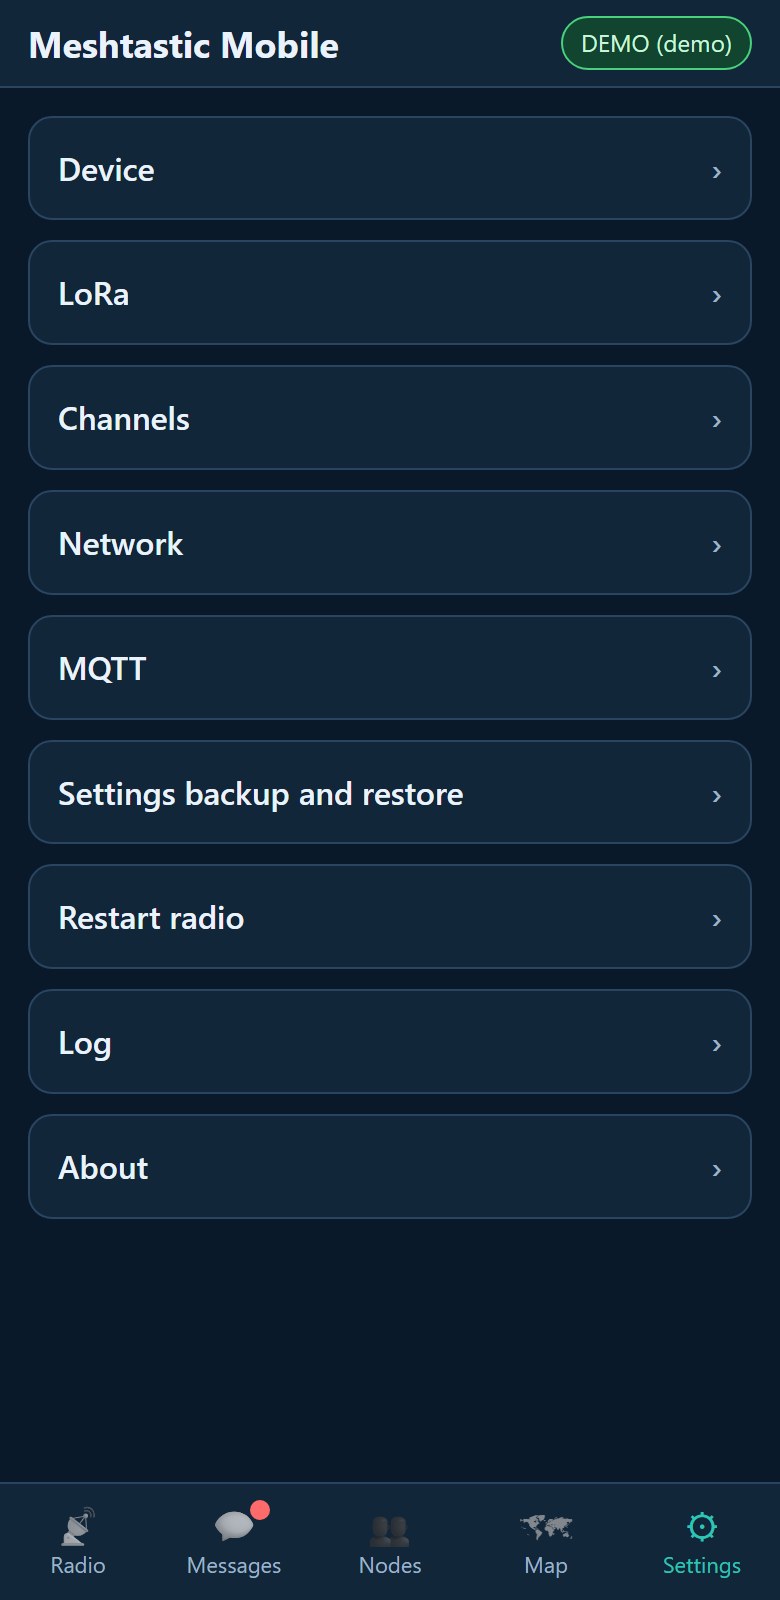 Meshtastic Mobile
DEMO (demo)
Device
LoRa
Channels
Network
MQTT
Settings backup and restore
Restart radio
Log
About
Radio
Messages
Nodes
Map
Settings